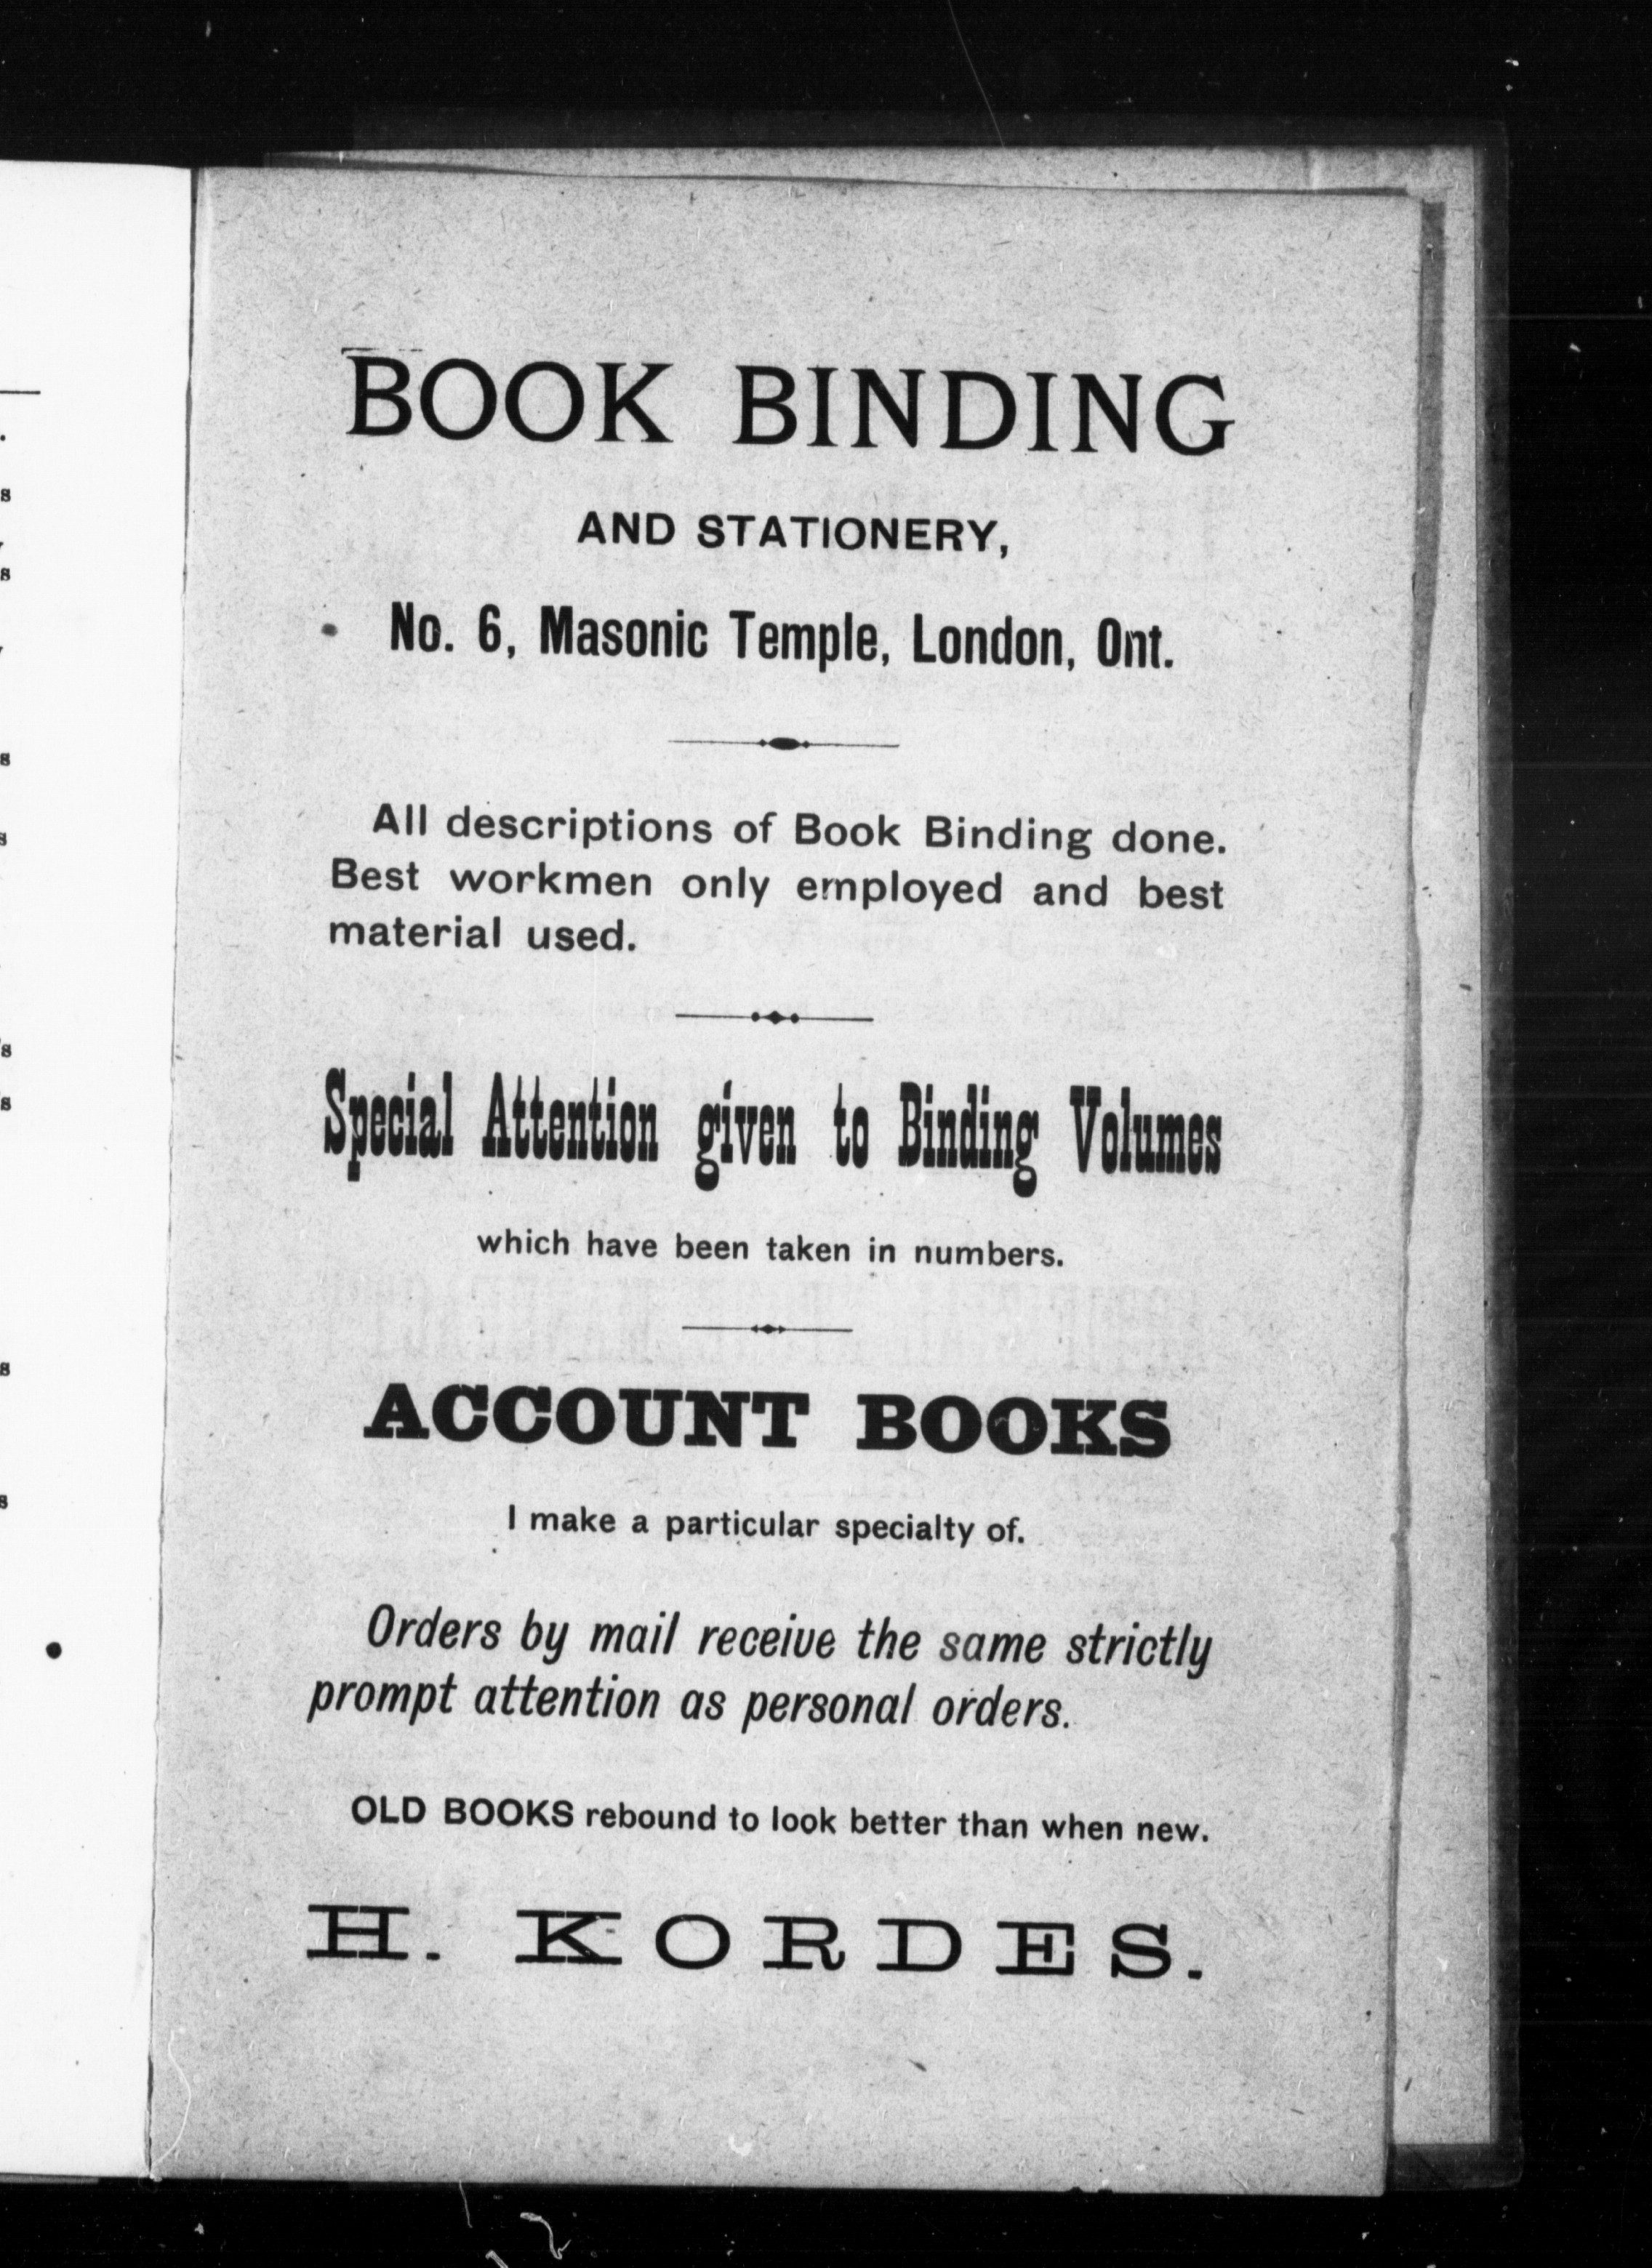 BOOK BINDING
AND STATIONERY,
No. 6, Masonic Temple, London, Ont.
All descriptions of Book Binding done.
Best workmen only employed and best
material used.
Special Attention given to Binding Volumes
which have been taken in numbers.
ACCOUNT BOOKS
I make a particular specialty of.
Orders by mail receive the same strictly
prompt attention as personal orders.
OLD BOOKS rebound to look better than when new.
H. KORDES.